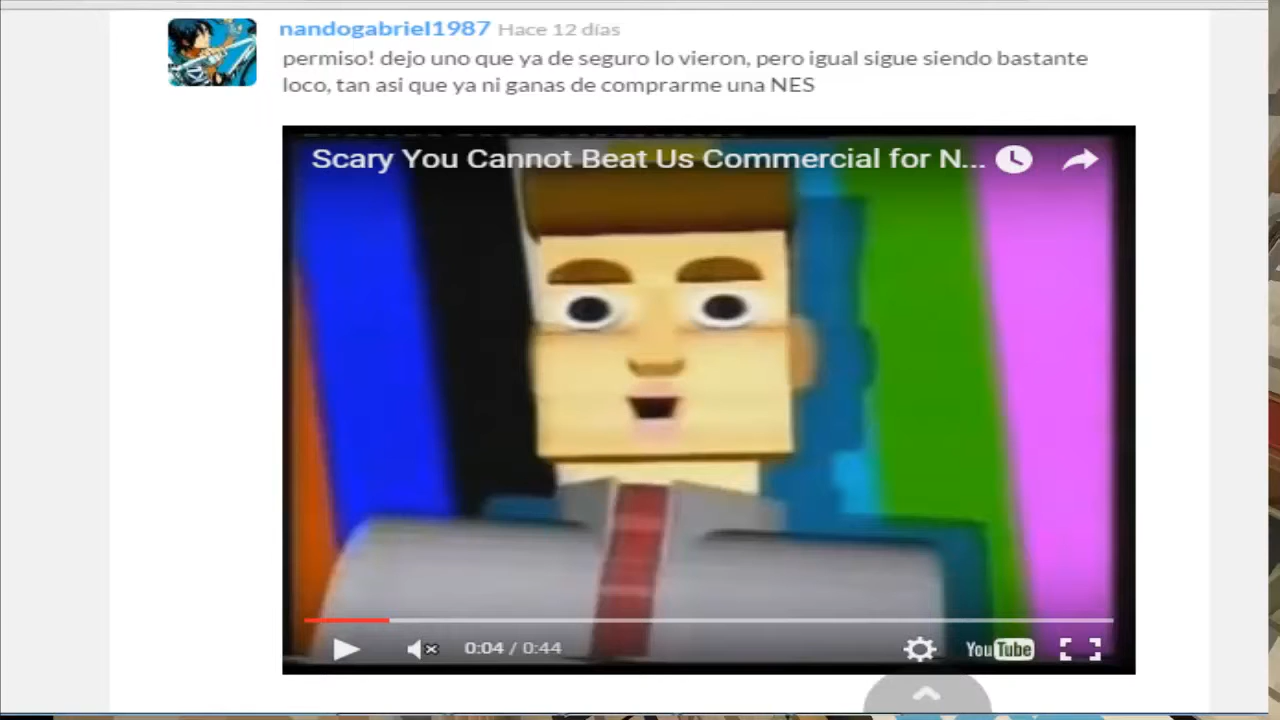 nandogabriel1987 Hace 12 días
permiso! dejo uno que ya de seguro lo vieron, pero igual sigue siendo bastante
loco, tan asi que ya ni ganas de comprarme una NES
Scary You Cannot Beat Us Commercial for N...
0:04 / 0:44
YouTube